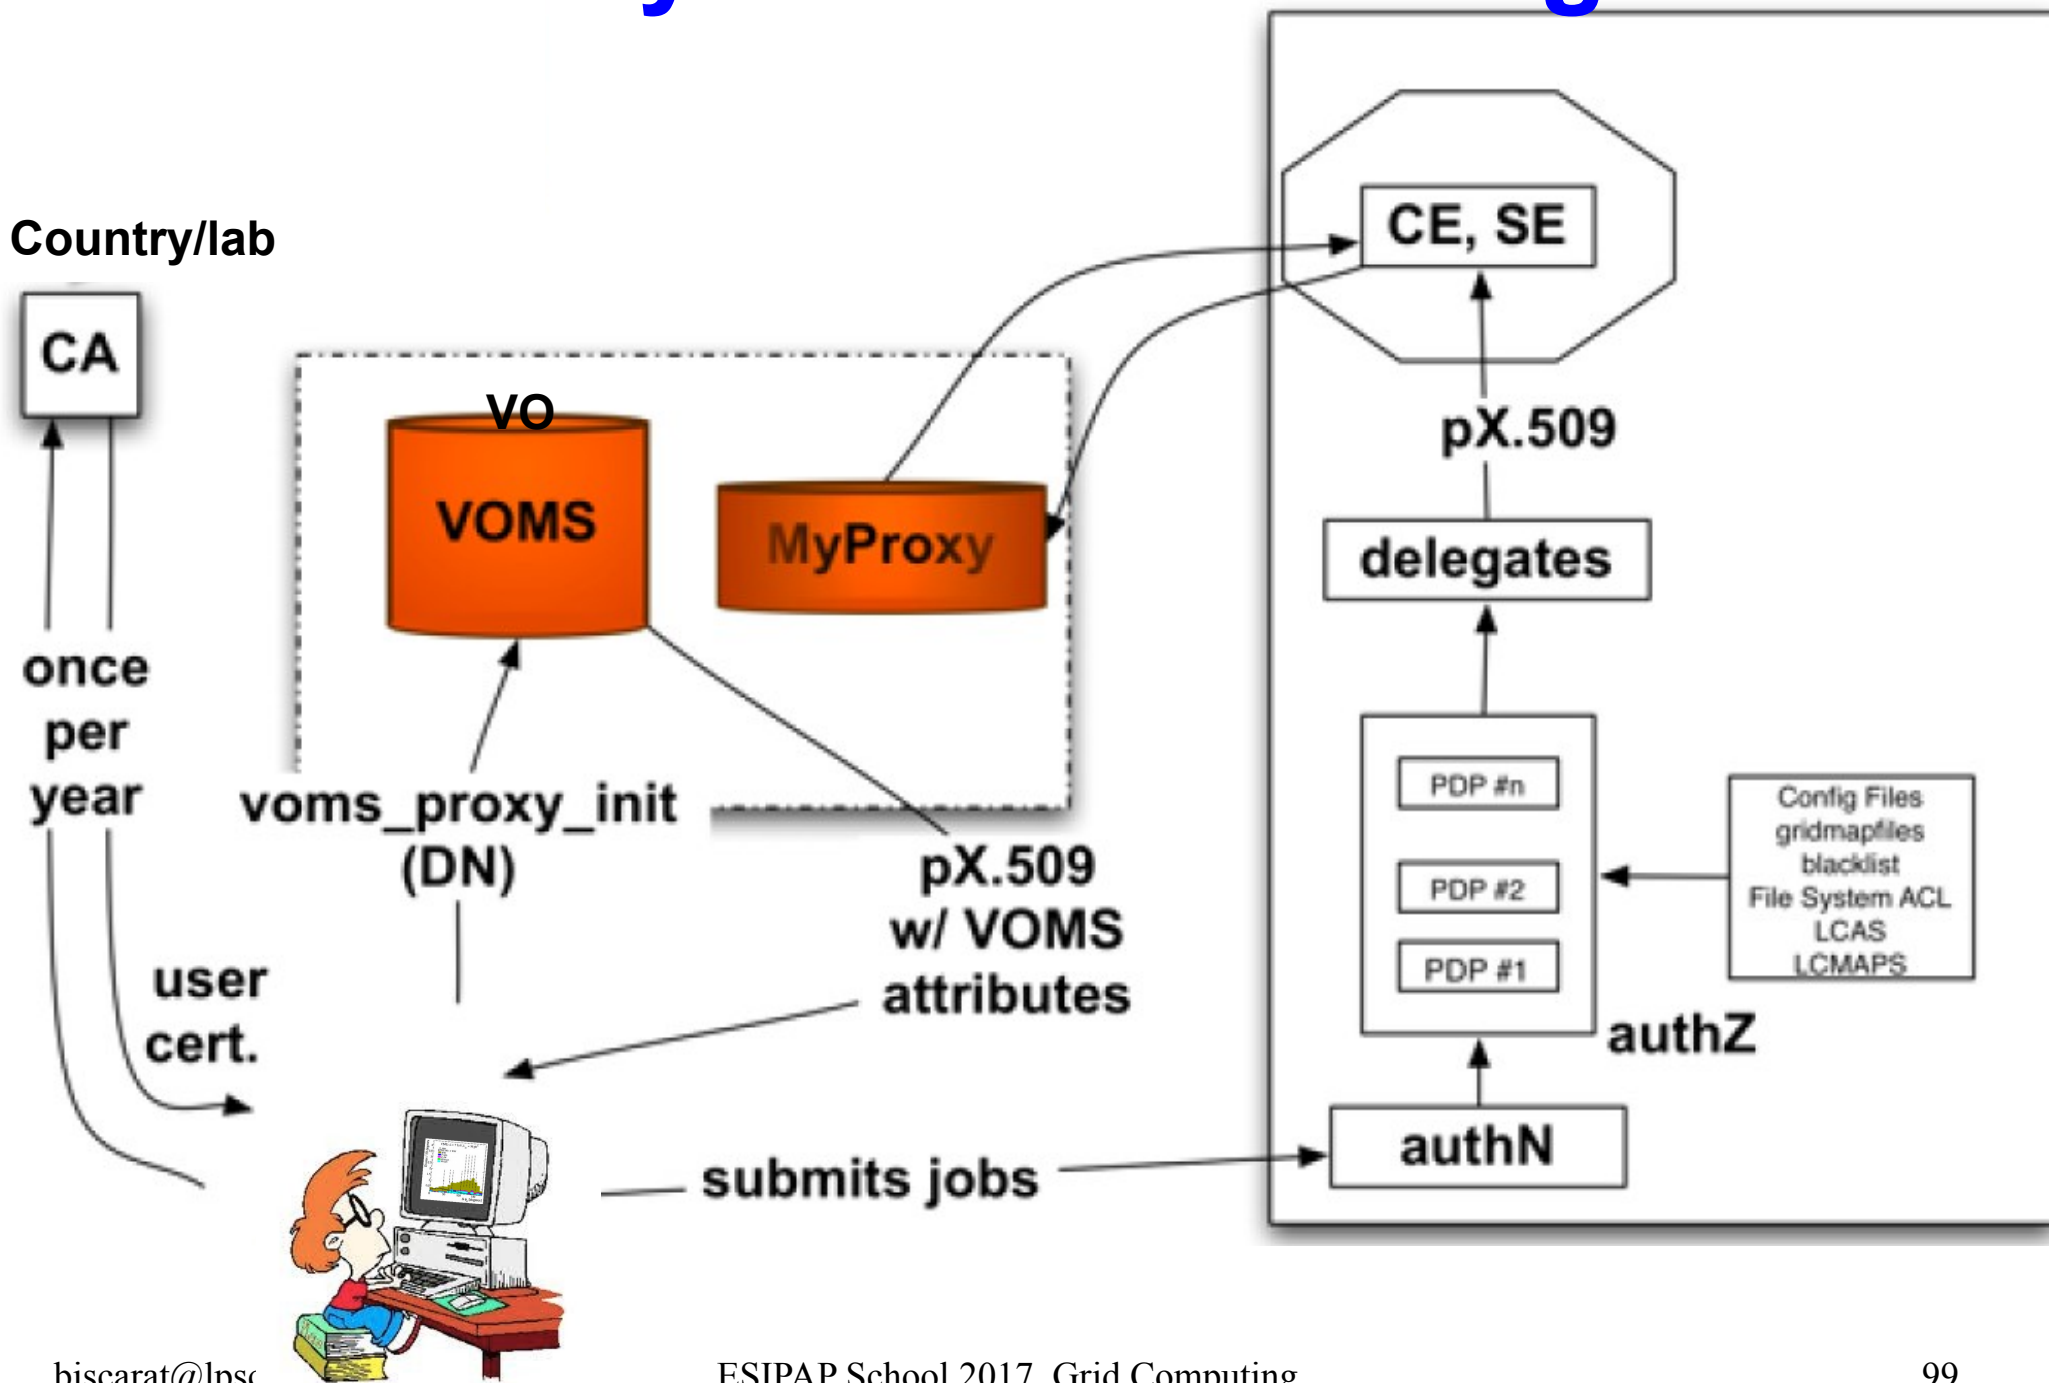 Country/lab
CA
once
per
year
user
cert.
VO
VOMS
MyProxy
voms_proxy_init
(DN)
pX.509
w/ VOMS
attributes
submits jobs
CE, SE
pX.509
delegates
PDP #n
PDP #2
PDP #1
authZ
authN
Config Files
gridmapfiles
blacklist
File System ACL
LCAS
LCMAPS
ESIPAP School 2017 Grid Computing
99